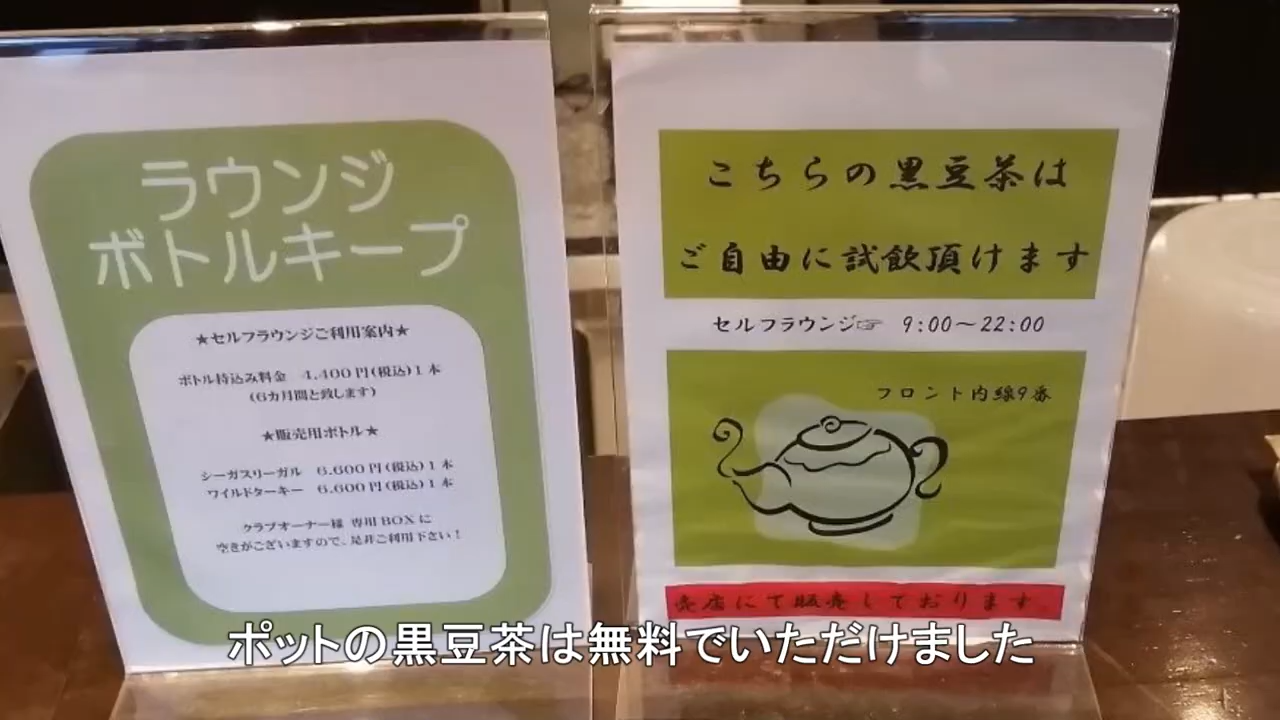 ラウンジ
ボトルキープ
★セルフラウンジご利用案内★
ボトル持込み料金 4,400円(税込)1本
(6カ月間と致します)
★販売用ボトル★
シーガスリーガル 6,600円(税込)1本
ワイルドターキー 6,600円(税込)1本
クラブオーナー様 専用BOXに
空きがございますので、是非ご利用下さい!
こちらの黒豆茶は
ご自由に試飲頂けます
セルフラウンジ☞ 9:00~22:00
フロント内線9番
売店にて販売しております。
ポットの黒豆茶は無料でいただけました